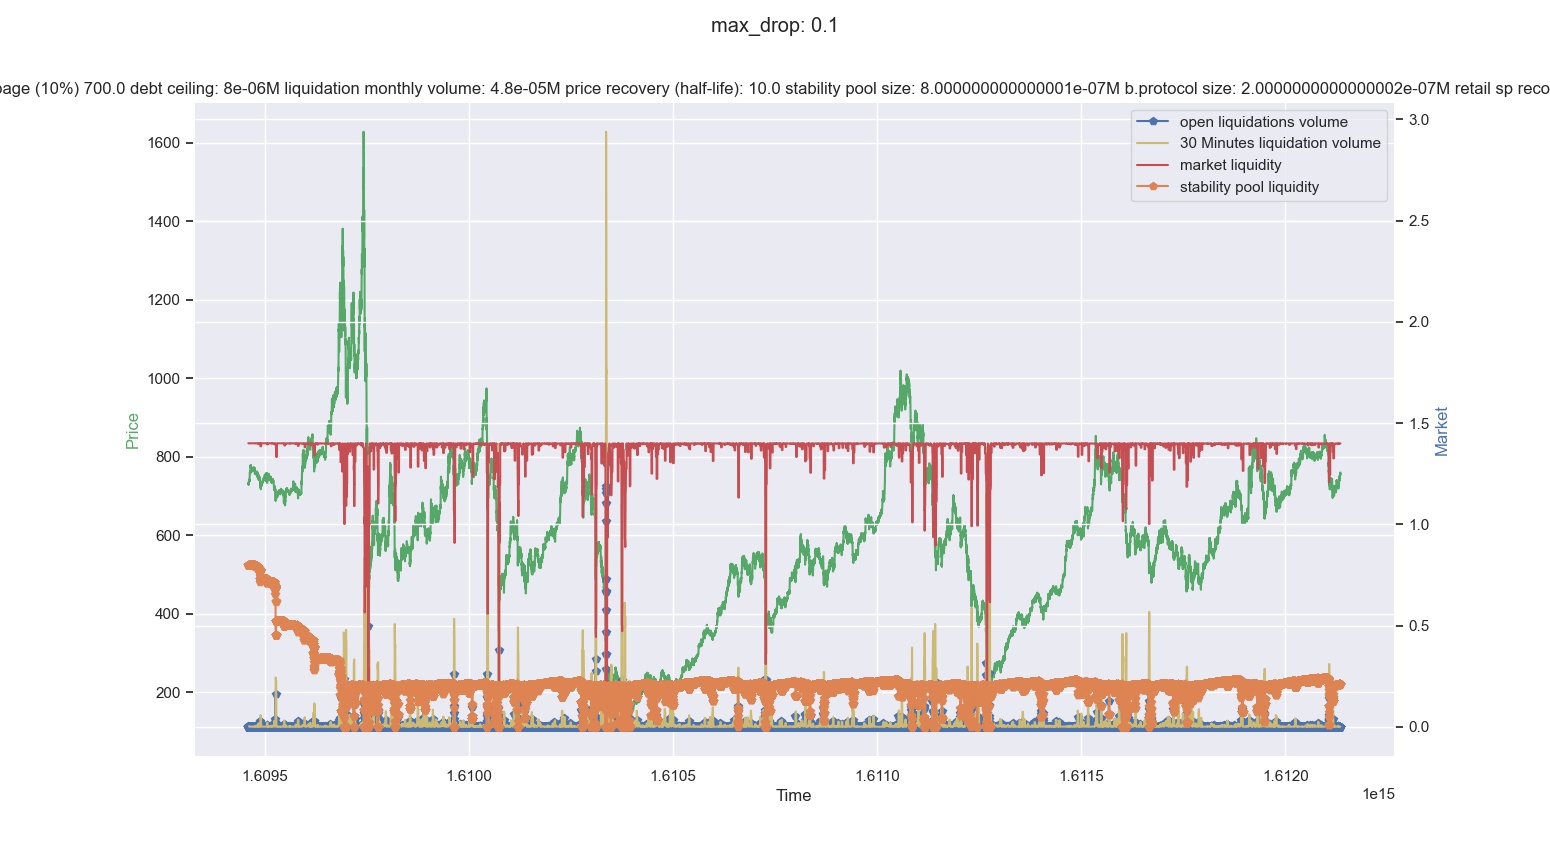 max_drop: 0.1
page (10%) 700.0 debt ceiling: 8e-06M liquidation monthly volume: 4.8e-05M price recovery (half-life): 10.0 stability pool size: 8.000000000000001e-07M b.protocol size: 2.0000000000000002e-07M retail sp reco
open liquidations volume
30 Minutes liquidation volume
market liquidity
stability pool liquidity
1600
1400
1200
1000
800
600
400
200
Price
3.0
2.5
2.0
1.5
1.0
0.5
0.0
Market
1.6095 1.6100 1.6105 1.6110 1.6115 1.6120
Time
1e15